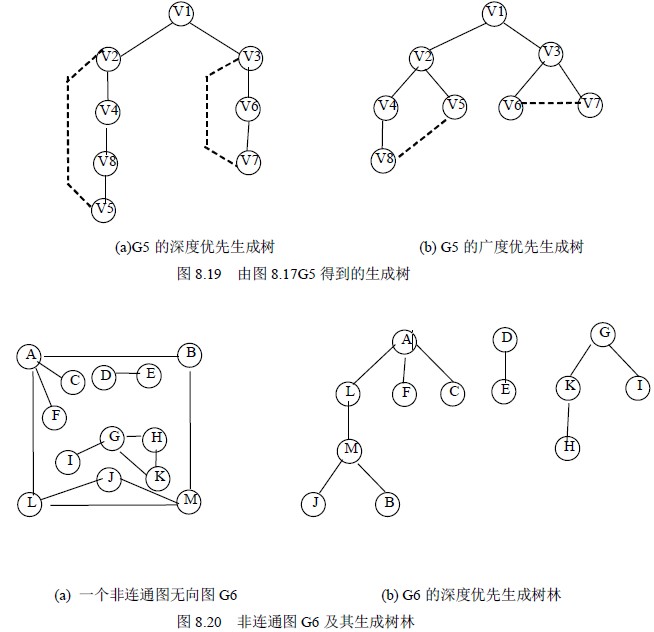 V1
V1
V2
V3
V2
V3
V4
V6
V4
V5
V6
V7
V8
V7
V8
V5
(a)G5 的深度优先生成树
(b) G5 的广度优先生成树
图 8.19 由图 8.17G5 得到的生成树
A
B
C
D
E
F
G
H
I
J
K
L
M
A
D
G
L
F
C
E
K
I
M
H
J
B
(a) 一个非连通图无向图 G6
(b) G6 的深度优先生成树林
图 8.20 非连通图 G6 及其生成树林